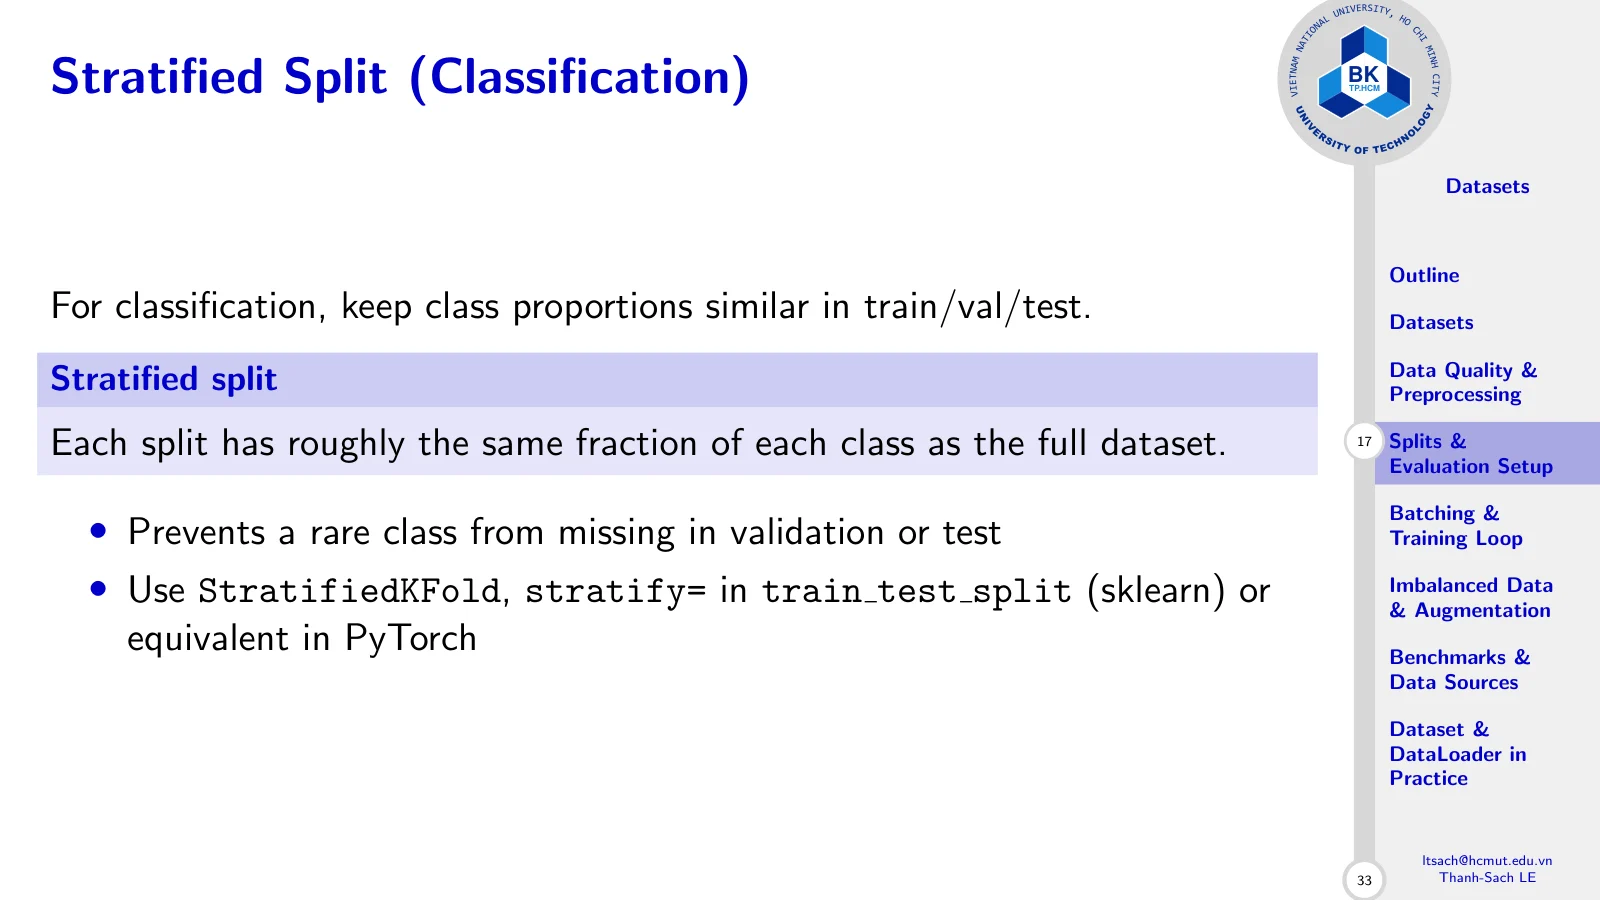 Stratified Split (Classification)
For classification, keep class proportions similar in train/val/test.
Stratified split
Each split has roughly the same fraction of each class as the full dataset.
• Prevents a rare class from missing in validation or test
• Use StratifiedKFold, stratify= in train_test_split (sklearn) or
equivalent in PyTorch
VIETNAM NATIONAL UNIVERSITY, HO CHI MINH CITY
BK
TP.HCM
UNIVERSITY OF TECHNOLOGY
Datasets
Outline
Datasets
Data Quality &
Preprocessing
17
Splits &
Evaluation Setup
Batching &
Training Loop
Imbalanced Data
& Augmentation
Benchmarks &
Data Sources
Dataset &
DataLoader in
Practice
ltsach@hcmut.edu.vn
Thanh-Sach LE
33